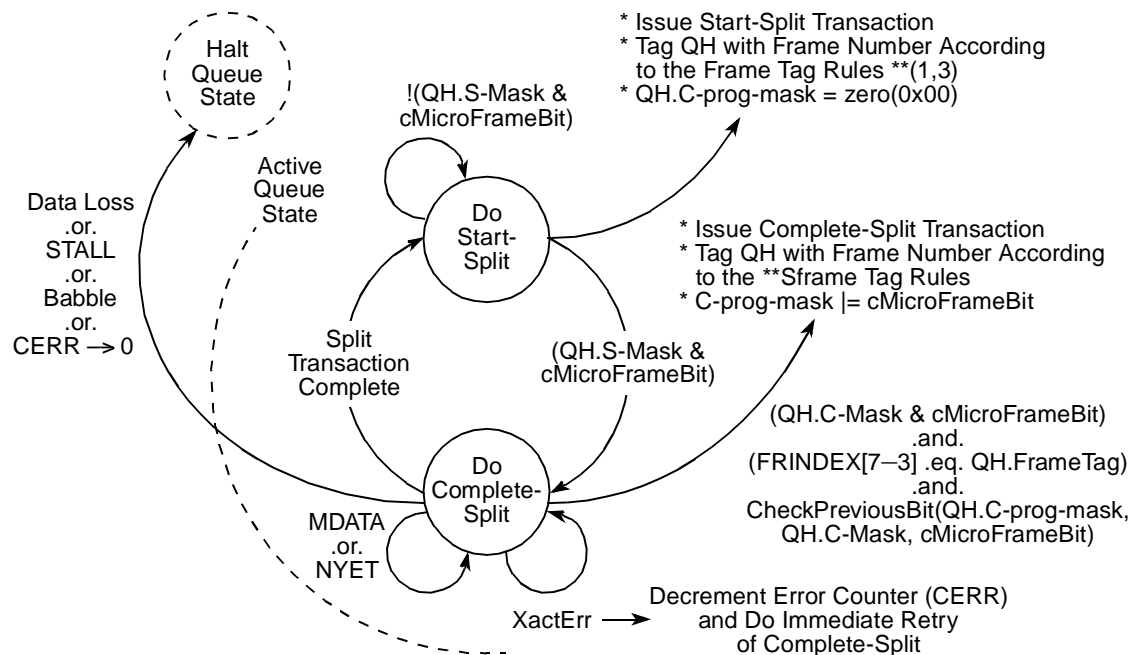 Halt
Queue
State
* Issue Start-Split Transaction
* Tag QH with Frame Number According
to the Frame Tag Rules **(1,3)
* QH.C-prog-mask = zero(0x00)
!(QH.S-Mask &
cMicroFrameBit)
Active
Queue
State
Do
Start-
Split
Data Loss
.or.
STALL
.or.
Babble
.or.
CERR → 0
* Issue Complete-Split Transaction
* Tag QH with Frame Number According
to the **Sframe Tag Rules
* C-prog-mask |= cMicroFrameBit
Split
Transaction
Complete
(QH.S-Mask &
cMicroFrameBit)
(QH.C-Mask & cMicroFrameBit)
.and.
(FRINDEX[7–3] .eq. QH.FrameTag)
.and.
CheckPreviousBit(QH.C-prog-mask,
QH.C-Mask, cMicroFrameBit)
Do
Complete-
Split
MDATA
.or.
NYET
XactErr → Decrement Error Counter (CERR)
and Do Immediate Retry
of Complete-Split